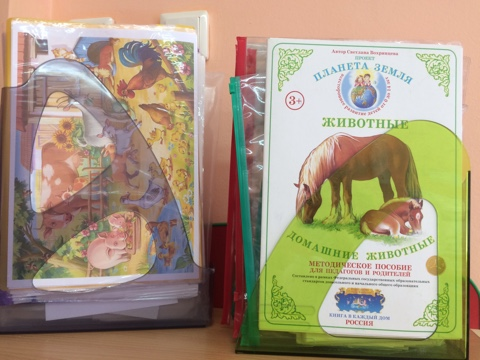 Автор Светлана Вохринцева
ПРОЕКТ
ПЛАНЕТА ЗЕМЛЯ
3+
ЖИВОТНЫЕ
ДОМАШНИЕ ЖИВОТНЫЕ
МЕТОДИЧЕСКОЕ ПОСОБИЕ
ДЛЯ ПЕДАГОГОВ И РОДИТЕЛЕЙ
КНИГА В КАЖДЫЙ ДОМ
РОССИЯ